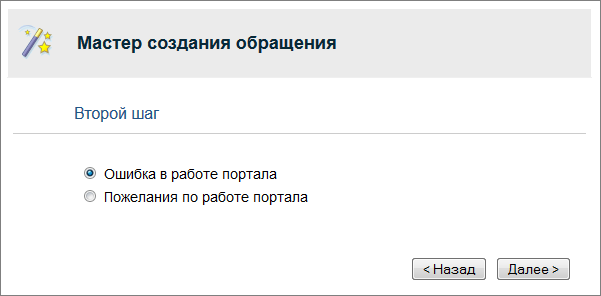 Мастер создания обращения
Второй шаг
Ошибка в работе портала
Пожелания по работе портала
< Назад
Далее >